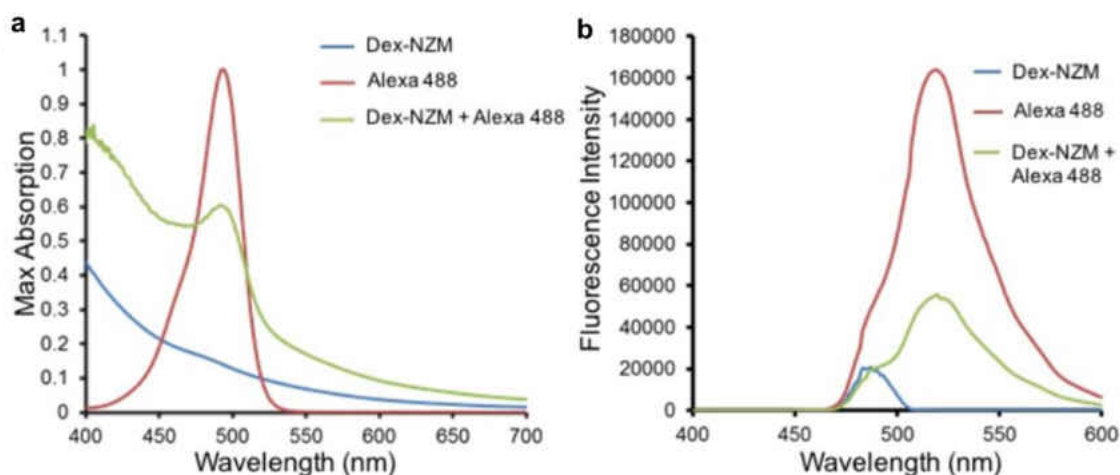 a
1.1
1
0.9
0.8
0.7
0.6
0.5
0.4
0.3
0.2
0.1
0
Max Absorption
400 450 500 550 600 650 700
Wavelength (nm)
Dex-NZM
Alexa 488
Dex-NZM + Alexa 488
b
180000
160000
140000
120000
100000
80000
60000
40000
20000
0
Fluorescence Intensity
400 450 500 550 600
Wavelength (nm)
Dex-NZM
Alexa 488
Dex-NZM +
Alexa 488